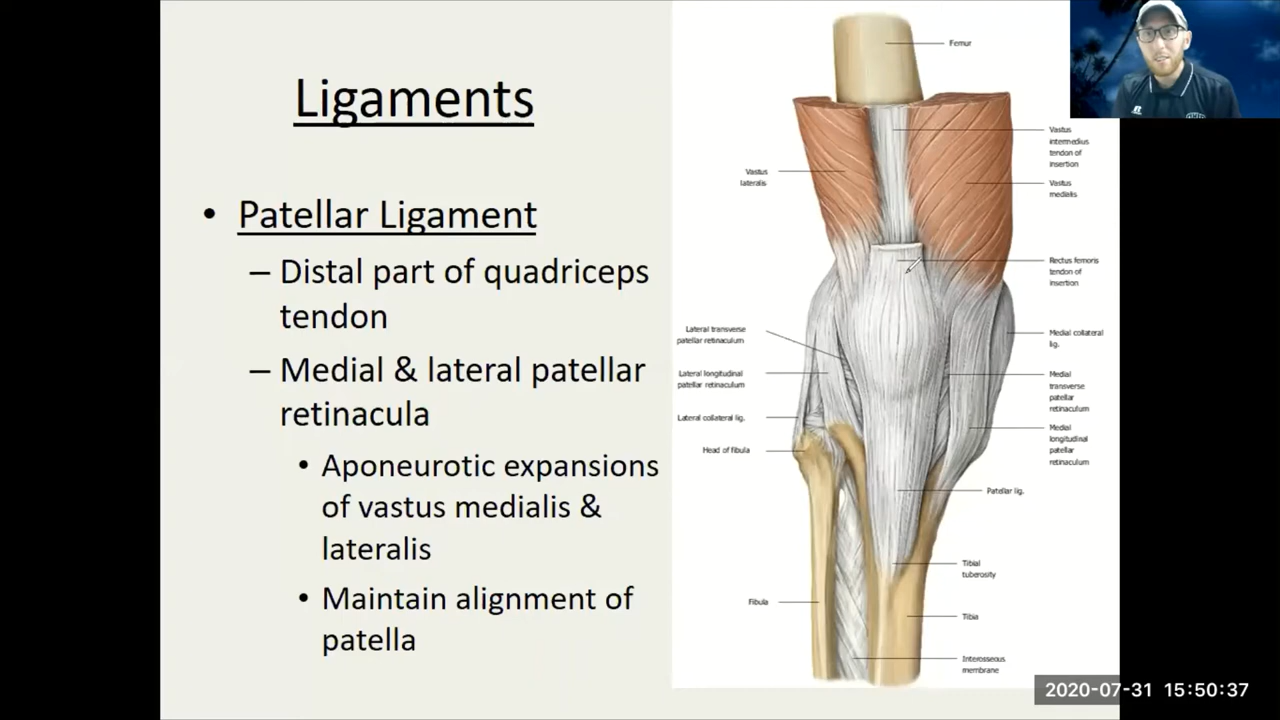 Ligaments
• Patellar Ligament
– Distal part of quadriceps
tendon
– Medial & lateral patellar
retinacula
• Aponeurotic expansions
of vastus medialis &
lateralis
• Maintain alignment of
patella
Femur
Vastus
intermedius
tendon of
insertion
Vastus
lateralis
Vastus
medialis
Rectus femoris
tendon of
insertion
Lateral transverse
patellar retinaculum
Medial collateral
lig.
Lateral longitudinal
patellar retinaculum
Medial
transverse
patellar
retinaculum
Lateral collateral lig.
Medial
longitudinal
patellar
retinaculum
Head of fibula
Patellar lig.
Tibial
tuberosity
Fibula
Tibia
Interosseous
membrane
2020-07-31 15:50:37